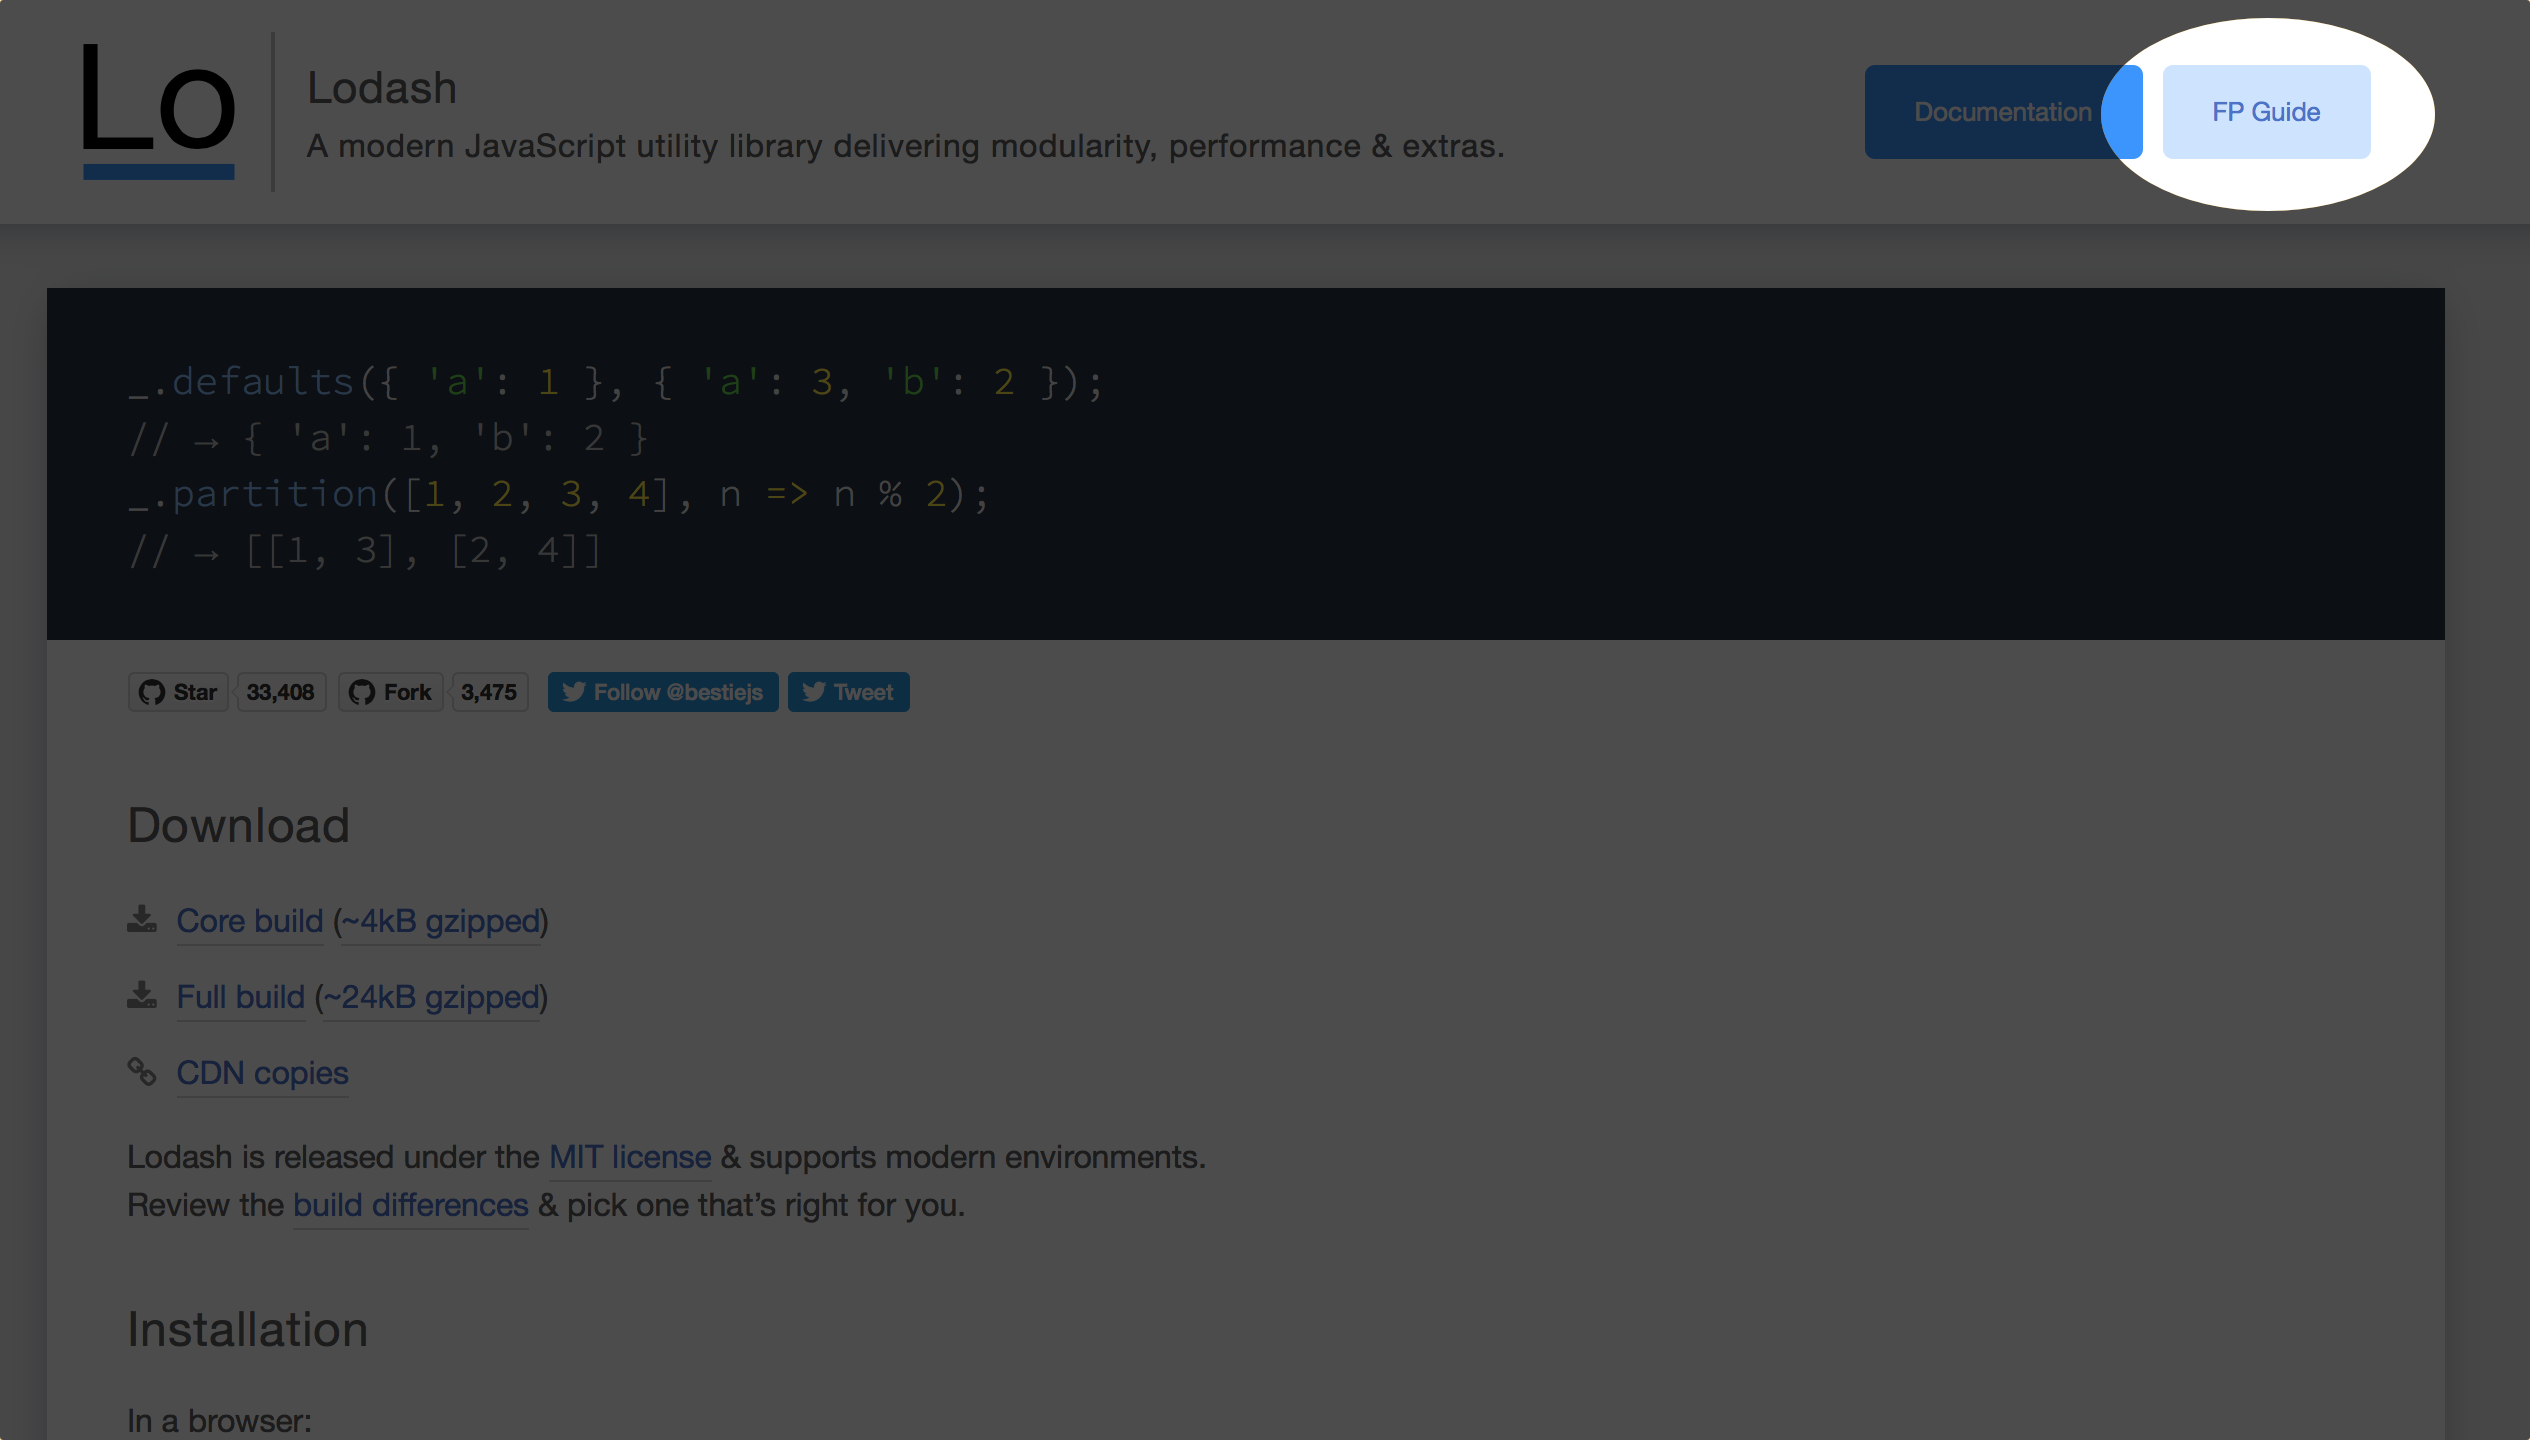 Lo
Lodash
A modern JavaScript utility library delivering modularity, performance & extras.
Documentation
FP Guide
_.defaults({ 'a': 1 }, { 'a': 3, 'b': 2 });
// → { 'a': 1, 'b': 2 }
_.partition([1, 2, 3, 4], n => n % 2);
// → [[1, 3], [2, 4]]
Star 33,408 Fork 3,475 Follow @bestiejs Tweet
Download
Core build (~4kB gzipped)
Full build (~24kB gzipped)
CDN copies
Lodash is released under the MIT license & supports modern environments.
Review the build differences & pick one that’s right for you.
Installation
In a browser: